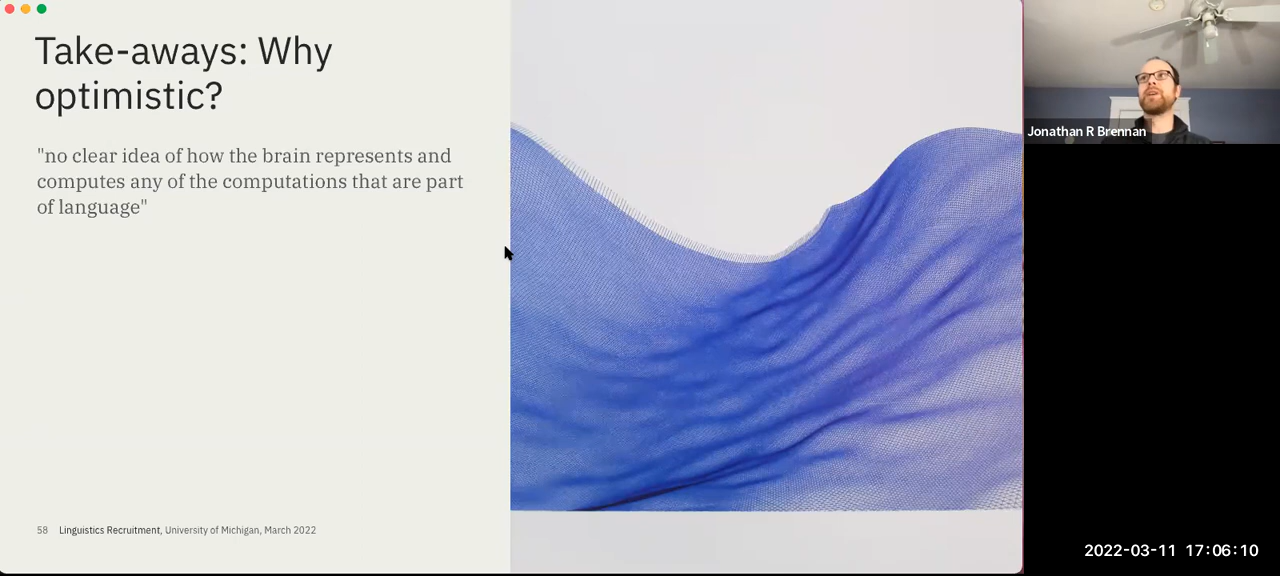 Take-aways: Why
optimistic?
"no clear idea of how the brain represents and
computes any of the computations that are part
of language"
58 Linguistics Recruitment, University of Michigan, March 2022
Jonathan R Brennan
2022-03-11 17:06:10